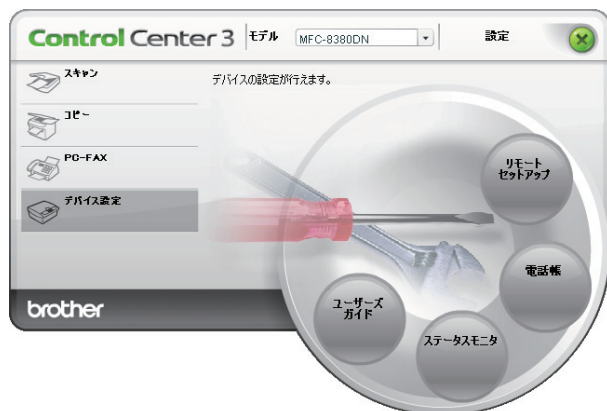 Control Center 3
モデル
MFC-8380DN
設定
スキャン
コピー
PC-FAX
デバイス設定
デバイスの設定が行えます。
リモート
セットアップ
電話帳
ステータスモニタ
ユーザーズ
ガイド
brother